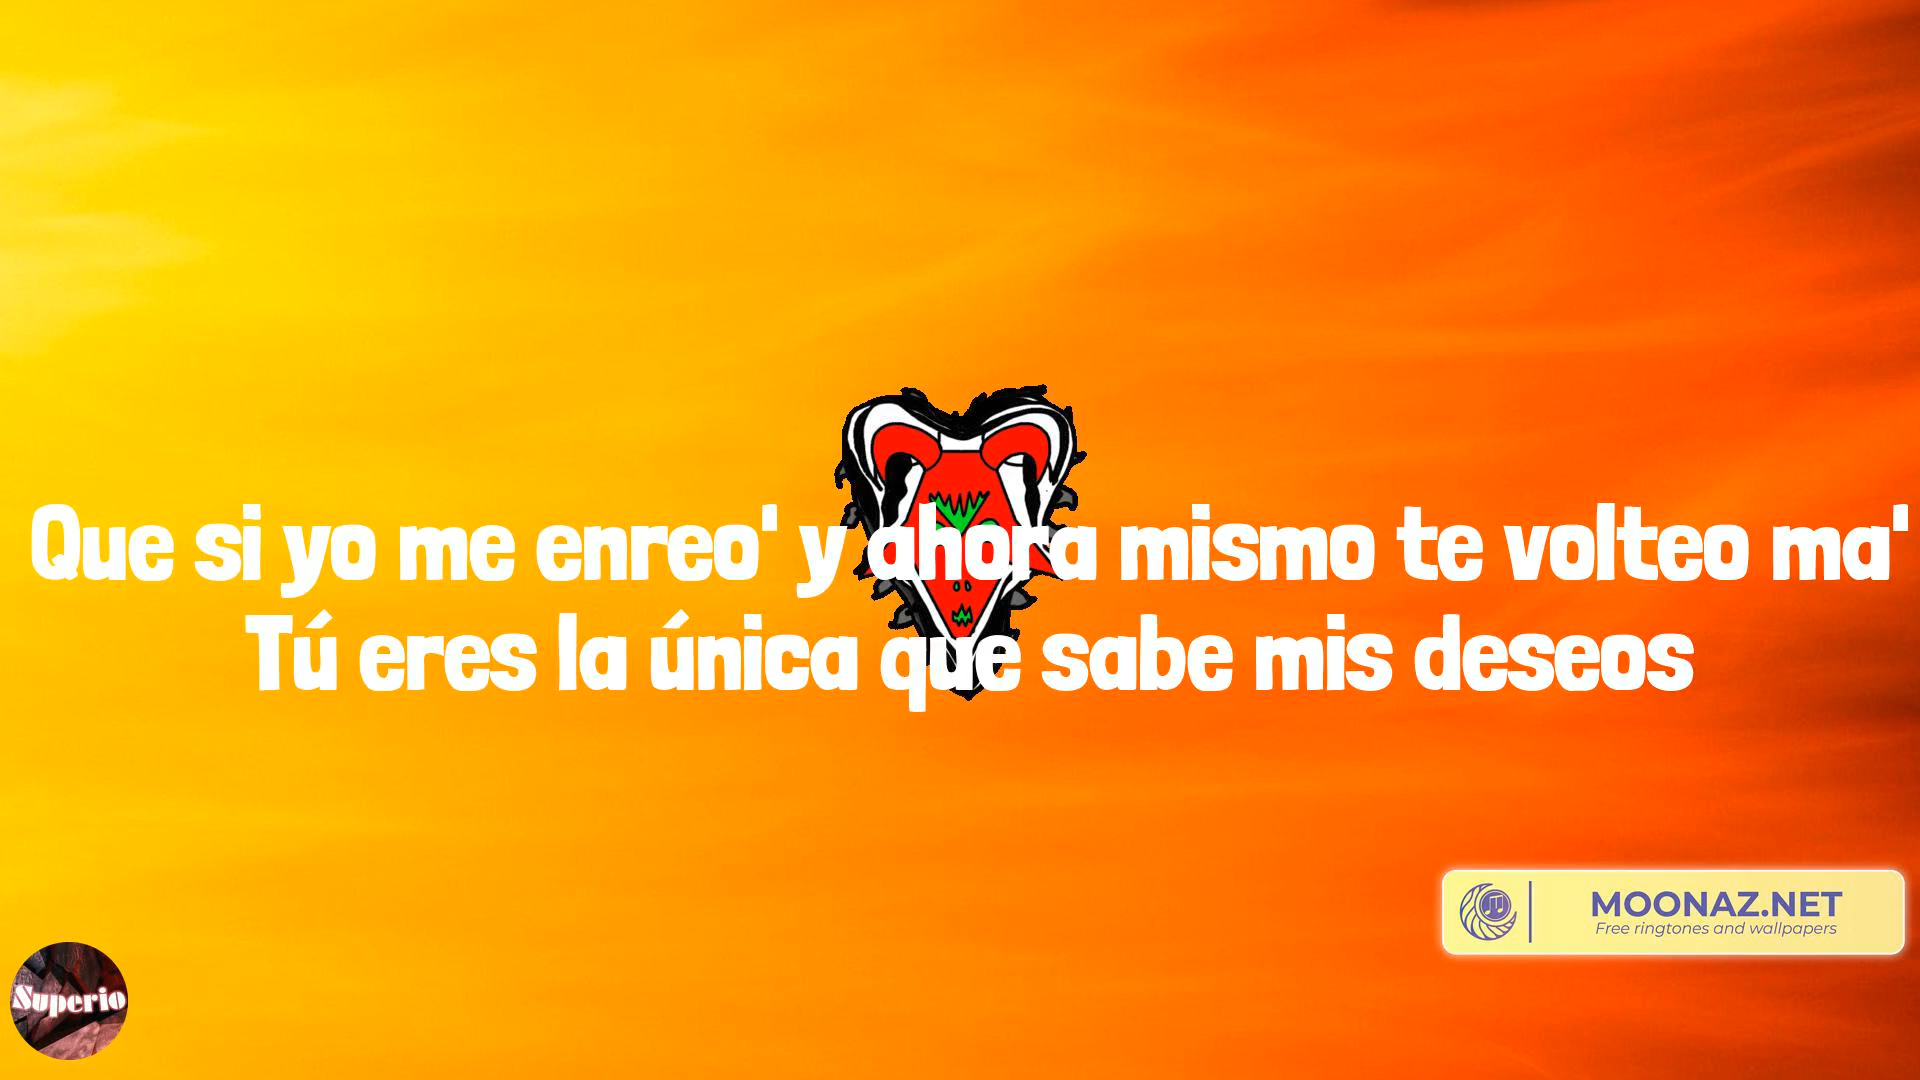 Que si yo me enreo' y ahora mismo te volteo ma'
Tú eres la única que sabe mis deseos
MOONAZ.NET
Free ringtones and wallpapers
Superio